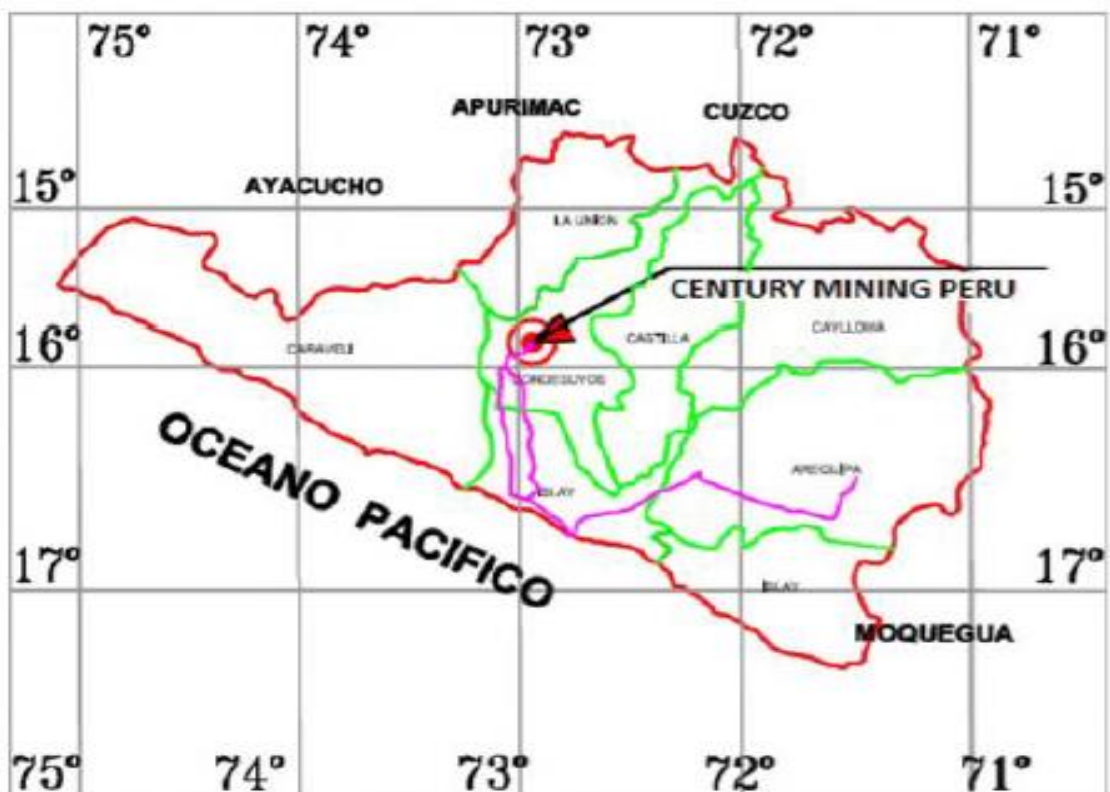 75° 74° 73° 72° 71°
APURIMAC CUZCO
15° AYACUCHO 15°
LA UNION
CENTURY MINING PERU
16° CARAVELI CASTILLA CAYLLOMA 16°
CONDESUYOS
OCEANO PACIFICO
ISLAY AREQUIPA
17° 17°
ISLAY
MOQUEGUA
75° 74° 73° 72° 71°